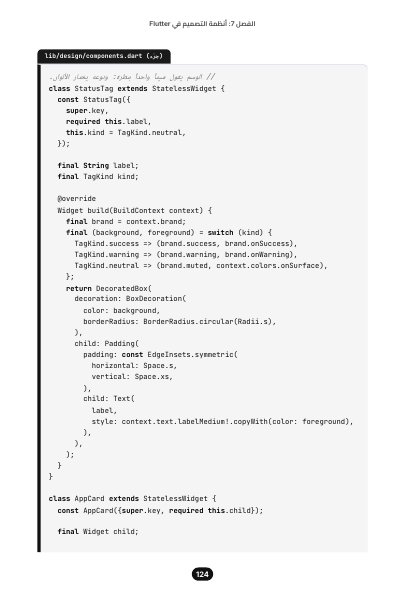 الفصل 7: أنظمة التصميم في Flutter
lib/design/components.dart (جزء)
// الوسم يقول شيئاً واحداً بنظرة: ونوعه يختار الألوان.
class StatusTag extends StatelessWidget {
  const StatusTag({
    super.key,
    required this.label,
    this.kind = TagKind.neutral,
  });

  final String label;
  final TagKind kind;

  @override
  Widget build(BuildContext context) {
    final brand = context.brand;
    final (background, foreground) = switch (kind) {
      TagKind.success => (brand.success, brand.onSuccess),
      TagKind.warning => (brand.warning, brand.onWarning),
      TagKind.neutral => (brand.muted, context.colors.onSurface),
    };
    return DecoratedBox(
      decoration: BoxDecoration(
        color: background,
        borderRadius: BorderRadius.circular(Radii.s),
      ),
      child: Padding(
        padding: const EdgeInsets.symmetric(
          horizontal: Space.s,
          vertical: Space.xs,
        ),
        child: Text(
          label,
          style: context.text.labelMedium!.copyWith(color: foreground),
        ),
      ),
    );
  }
}

class AppCard extends StatelessWidget {
  const AppCard({super.key, required this.child});

  final Widget child;
124